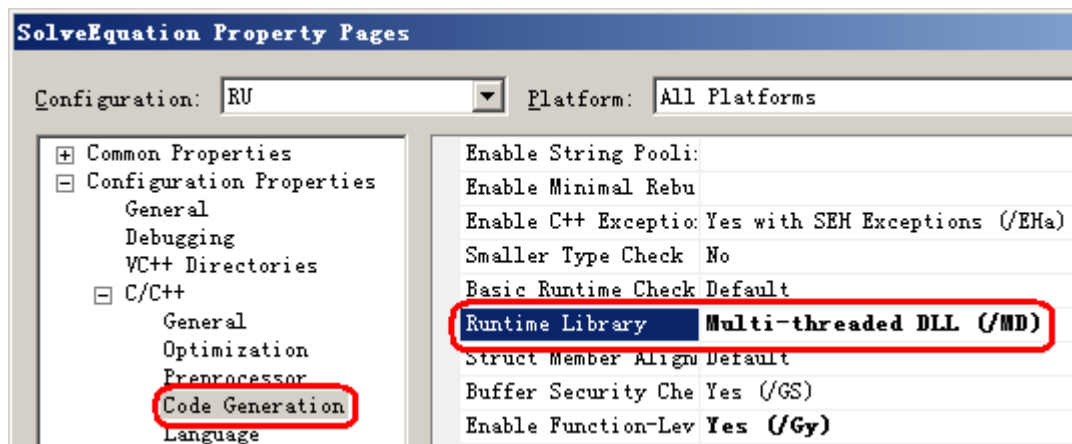 SolveEquation Property Pages
Configuration: RU Platform: All Platforms
Common Properties
Configuration Properties
General
Debugging
VC++ Directories
C/C++
General
Optimization
Preprocessor
Code Generation
Language
Enable String Pooli
Enable Minimal Rebu
Enable C++ Exceptio Yes with SEH Exceptions (/EHa)
Smaller Type Check No
Basic Runtime Check Default
Runtime Library Multi-threaded DLL (/MD)
Struct Member Align Default
Buffer Security Che Yes (/GS)
Enable Function-Lev Yes (/Gy)